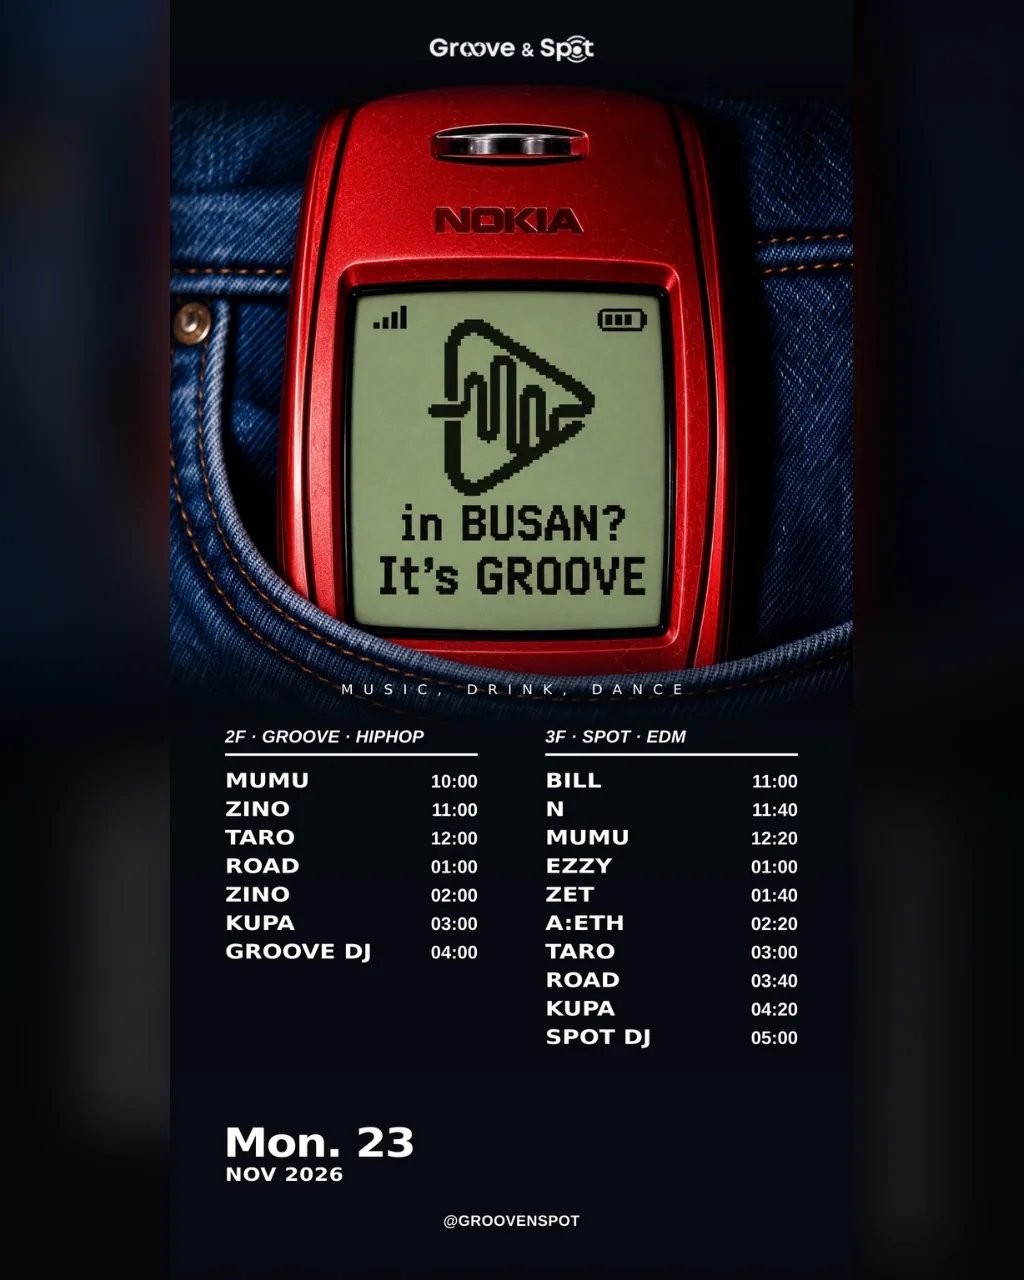 Groove & Spot
NOKIA
in BUSAN?
It's GROOVE
MUSIC, DRINK, DANCE
2F · GROOVE · HIPHOP
MUMU 10:00
ZINO 11:00
TARO 12:00
ROAD 01:00
ZINO 02:00
KUPA 03:00
GROOVE DJ 04:00
3F · SPOT · EDM
BILL 11:00
N 11:40
MUMU 12:20
EZZY 01:00
ZET 01:40
A:ETH 02:20
TARO 03:00
ROAD 03:40
KUPA 04:20
SPOT DJ 05:00
Mon. 23
NOV 2026
@GROOVENSPOT